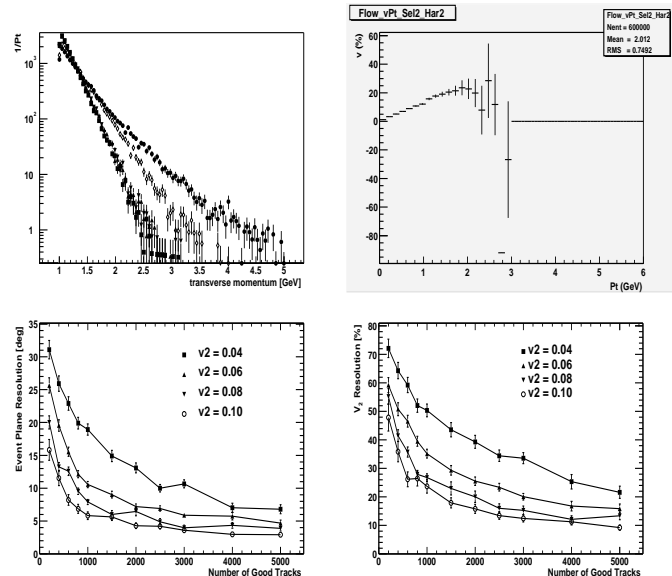 1/Pt
10³
10²
10
1
1
1.5
2
2.5
3
3.5
4
4.5
5
transverse momentum [GeV]
Flow_vPt_Sel2_Har2
Flow_vPt_Sel2_Har2
Nent = 600000
Mean = 2.012
RMS = 0.7492
v (%)
60
40
20
0
-20
-40
-60
-80
0
1
2
3
4
5
6
Pt (GeV)
Event Plane Resolution [deg]
35
30
25
20
15
10
5
0
v2 = 0.04
v2 = 0.06
v2 = 0.08
v2 = 0.10
0
1000
2000
3000
4000
5000
Number of Good Tracks
V2 Resolution [%]
80
70
60
50
40
30
20
10
0
v2 = 0.04
v2 = 0.06
v2 = 0.08
v2 = 0.10
0
1000
2000
3000
4000
5000
Number of Good Tracks